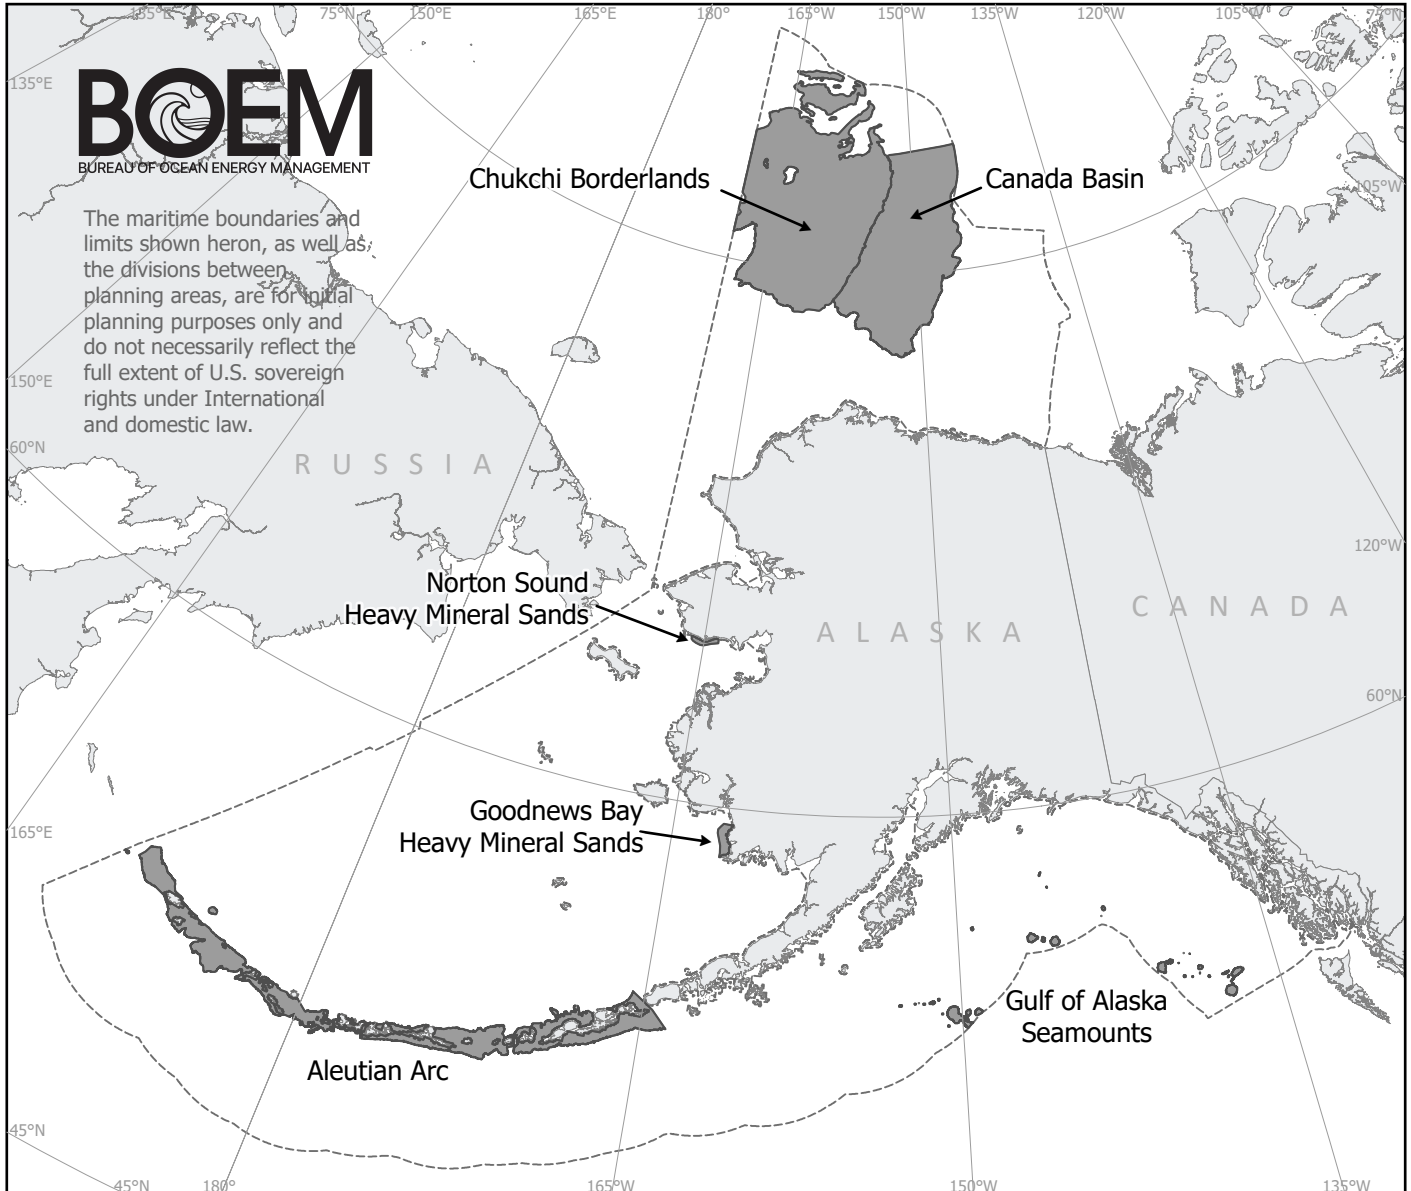 135°E
75°N
150°E
165°E
180°
165°W
150°W
135°W
120°W
105°W
75°N
135°E
BOEM
BUREAU OF OCEAN ENERGY MANAGEMENT
Chukchi Borderlands
Canada Basin
105°W
The maritime boundaries and
limits shown heron, as well as,
the divisions between
planning areas, are for initial
planning purposes only and
do not necessarily reflect the
full extent of U.S. sovereign
rights under International
and domestic law.
150°E
60°N
RUSSIA
120°W
Norton Sound
Heavy Mineral Sands
ALASKA
CANADA
60°N
Goodnews Bay
Heavy Mineral Sands
165°E
Gulf of Alaska
Seamounts
Aleutian Arc
45°N
45°N
180°
165°W
150°W
135°W